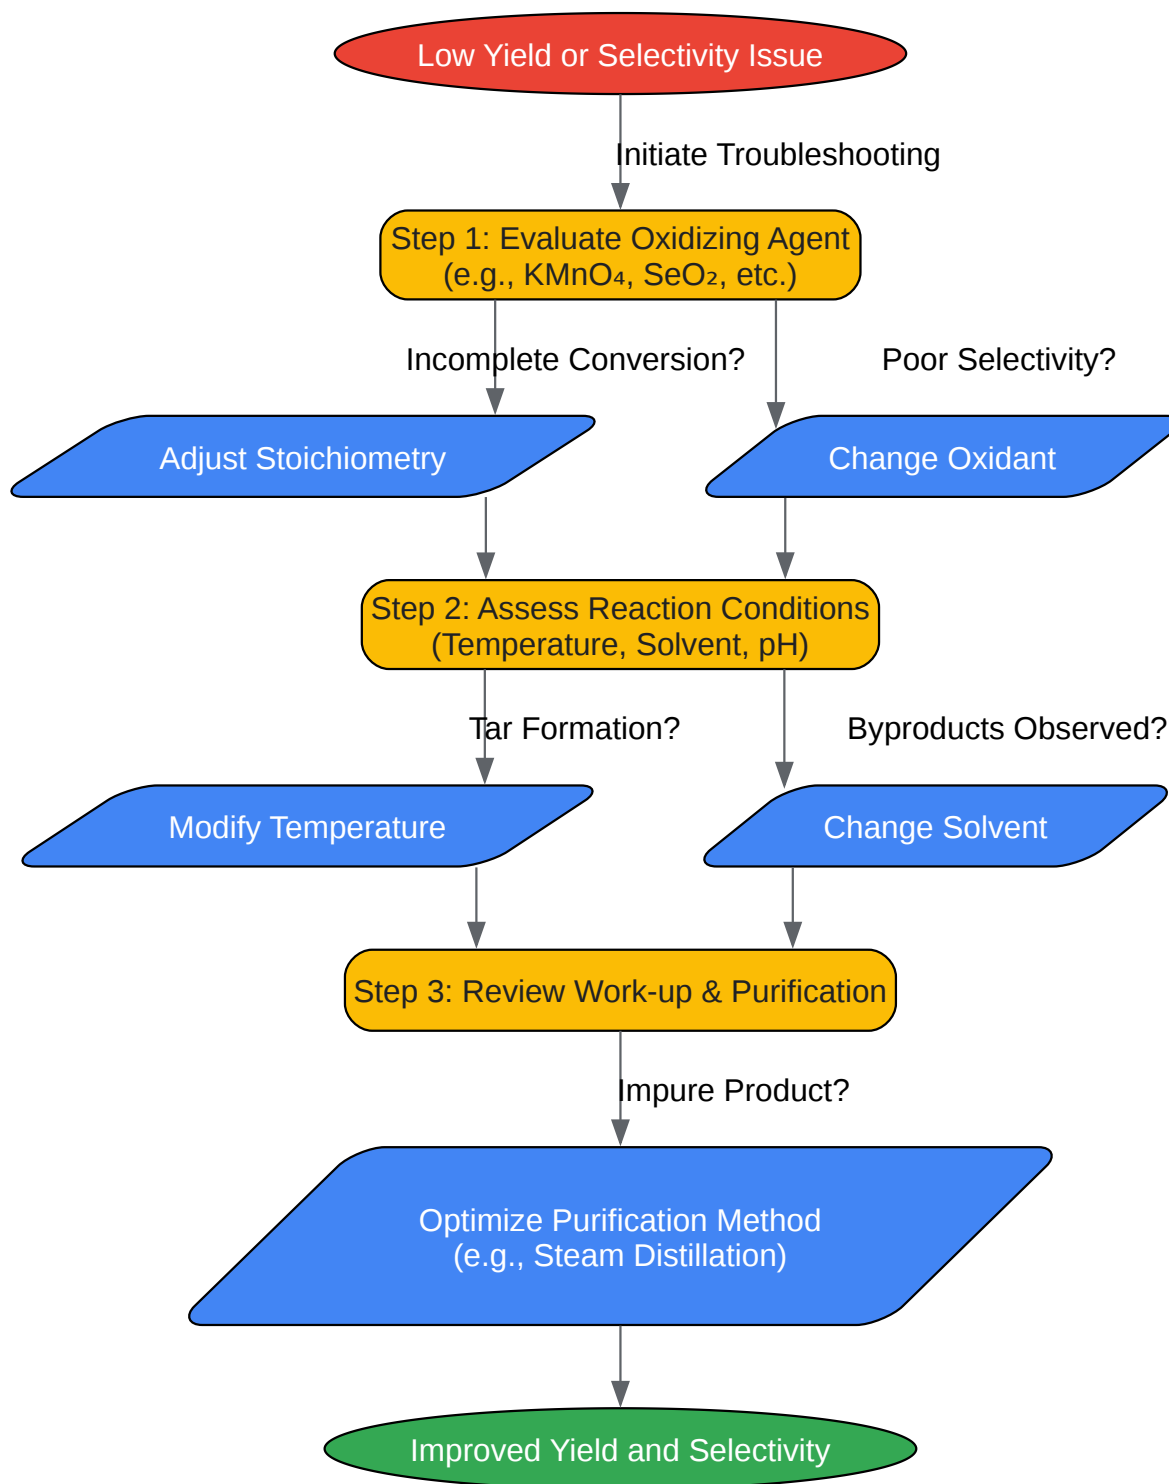 Low Yield or Selectivity Issue
Initiate Troubleshooting
Step 1: Evaluate Oxidizing Agent
(e.g., KMnO₄, SeO₂, etc.)
Incomplete Conversion?
Poor Selectivity?
Adjust Stoichiometry
Change Oxidant
Step 2: Assess Reaction Conditions
(Temperature, Solvent, pH)
Tar Formation?
Byproducts Observed?
Modify Temperature
Change Solvent
Step 3: Review Work-up & Purification
Impure Product?
Optimize Purification Method
(e.g., Steam Distillation)
Improved Yield and Selectivity